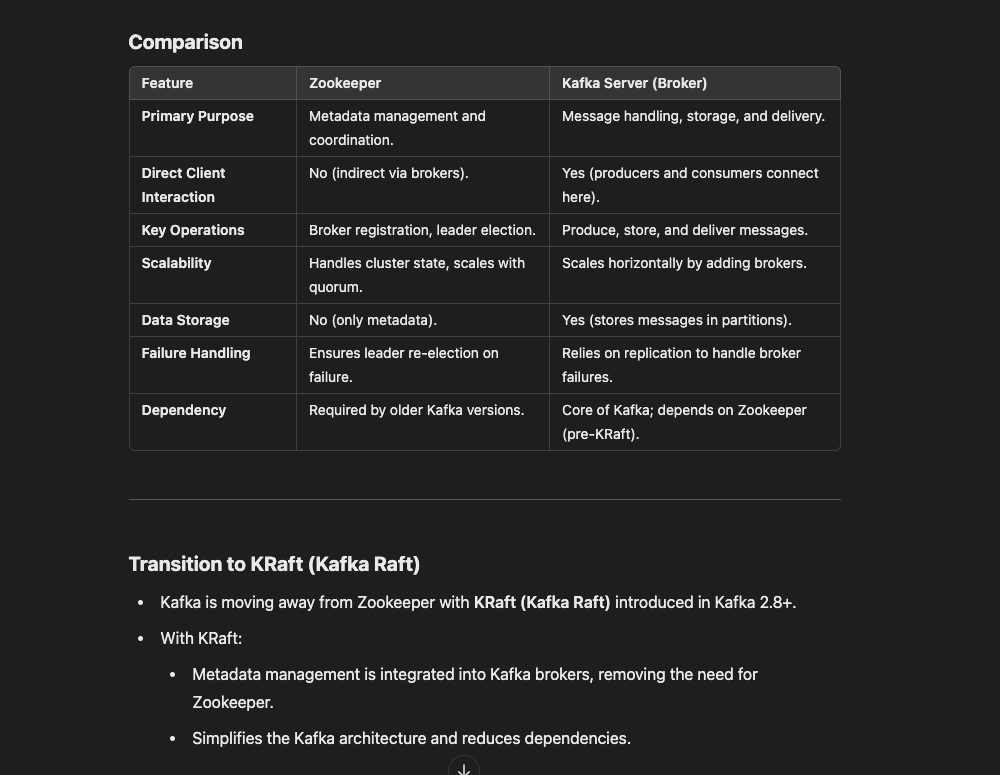 Comparison
Feature Zookeeper Kafka Server (Broker)
Primary Purpose Metadata management and Message handling, storage, and delivery.
coordination.
Direct Client No (indirect via brokers). Yes (producers and consumers connect
Interaction here).
Key Operations Broker registration, leader election. Produce, store, and deliver messages.
Scalability Handles cluster state, scales with Scales horizontally by adding brokers.
quorum.
Data Storage No (only metadata). Yes (stores messages in partitions).
Failure Handling Ensures leader re-election on Relies on replication to handle broker
failure. failures.
Dependency Required by older Kafka versions. Core of Kafka; depends on Zookeeper
(pre-KRaft).
Transition to KRaft (Kafka Raft)
• Kafka is moving away from Zookeeper with KRaft (Kafka Raft) introduced in Kafka 2.8+.
• With KRaft:
• Metadata management is integrated into Kafka brokers, removing the need for
Zookeeper.
• Simplifies the Kafka architecture and reduces dependencies.